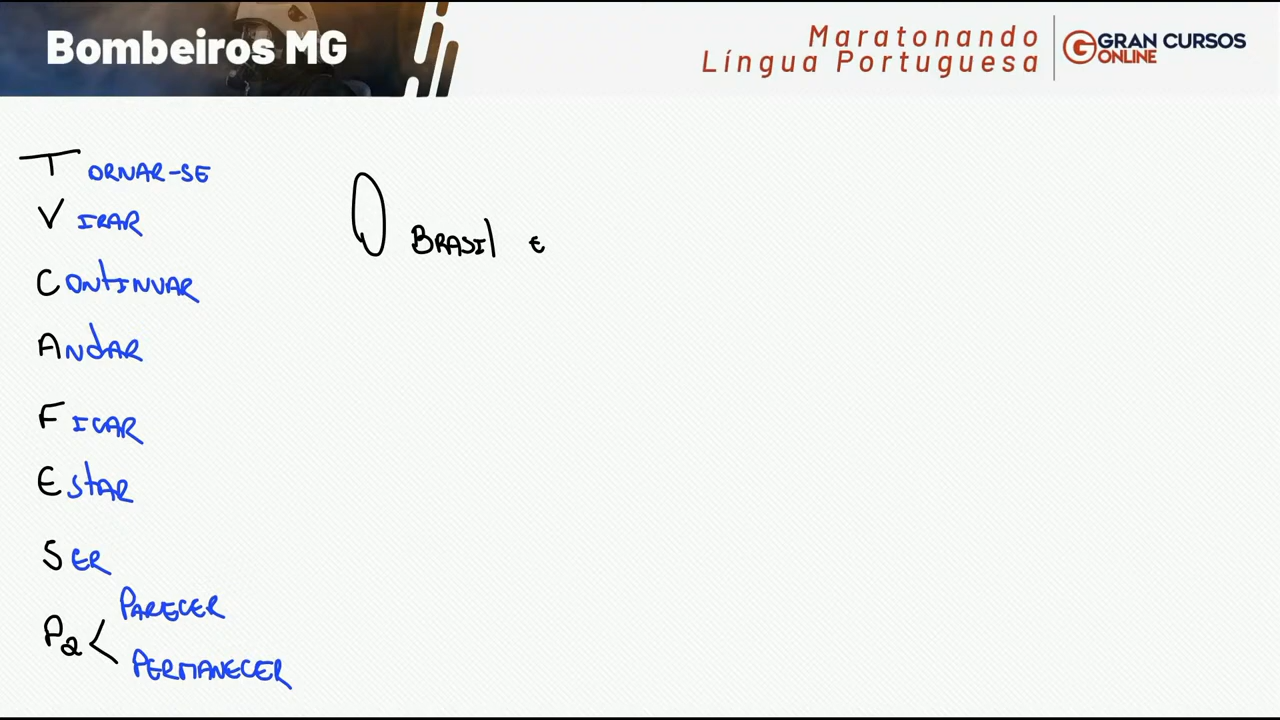 Bombeiros MG
Maratonando
Língua Portuguesa
GRAN CURSOS
ONLINE
TORNAR-SE
VIRAR
CONTINUAR
ANDAR
FICAR
ESTAR
SER
PARECER
P2 <
PERMANECER
O BRASIL E